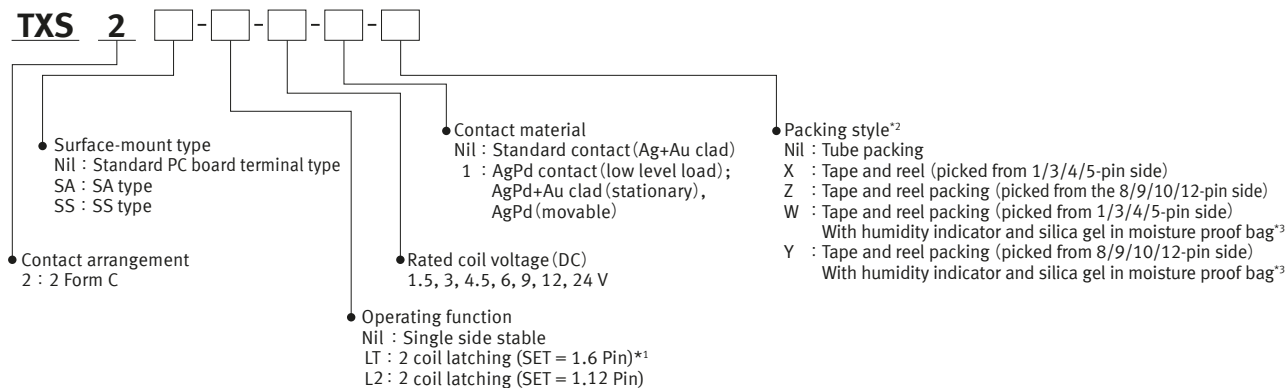 TXS 2 - - - -
Surface-mount type
Nil : Standard PC board terminal type
SA : SA type
SS : SS type
Contact arrangement
2 : 2 Form C
Contact material
Nil : Standard contact (Ag+Au clad)
1 : AgPd contact (low level load);
AgPd+Au clad (stationary),
AgPd (movable)
Rated coil voltage (DC)
1.5, 3, 4.5, 6, 9, 12, 24 V
Operating function
Nil : Single side stable
LT : 2 coil latching (SET = 1.6 Pin)*1
L2 : 2 coil latching (SET = 1.12 Pin)
Packing style*2
Nil : Tube packing
X : Tape and reel (picked from 1/3/4/5-pin side)
Z : Tape and reel packing (picked from the 8/9/10/12-pin side)
W : Tape and reel packing (picked from 1/3/4/5-pin side)
With humidity indicator and silica gel in moisture proof bag*3
Y : Tape and reel packing (picked from 8/9/10/12-pin side)
With humidity indicator and silica gel in moisture proof bag*3